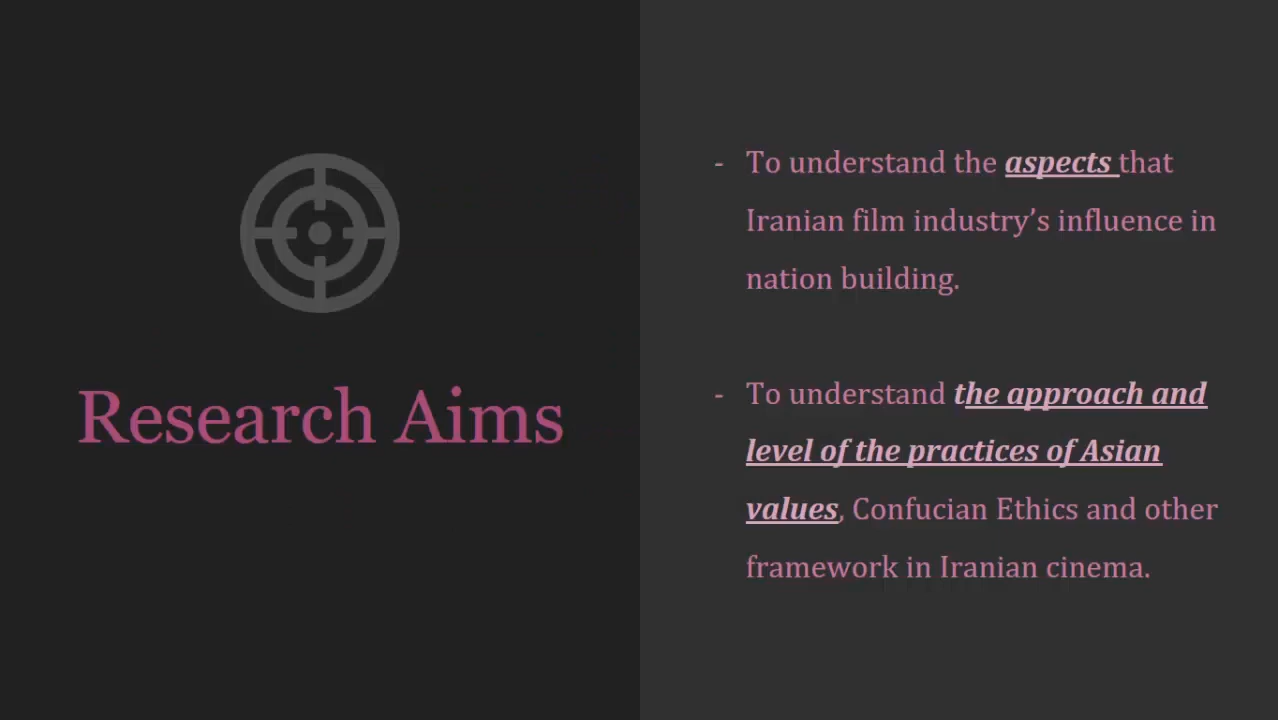 Research Aims
- To understand the aspects that
Iranian film industry’s influence in
nation building.
- To understand the approach and
level of the practices of Asian
values, Confucian Ethics and other
framework in Iranian cinema.